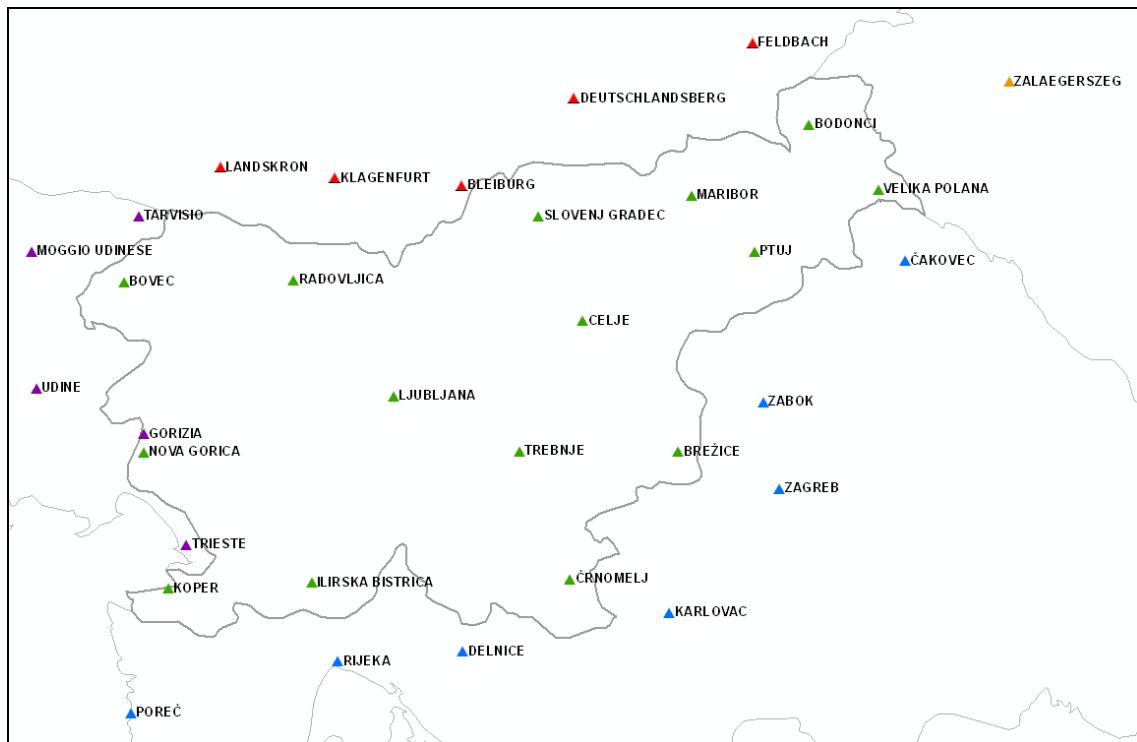 FELDBACH
ZALAEGERSZEG
DEUTSCHLANDSBERG
BODONCI
LANDSKRON
KLAGENFURT
BLEIBURG
VELIKA POLANA
MARIBOR
TARVISIO
SLOVENJ GRADEC
MOGGIO UDINESE
PTUJ
ČAKOVEC
BOVEC
RADOVLJICA
CELJE
UDINE
LJUBLJANA
ZABOK
GORIZIA
NOVA GORICA
TREBNJE
BREŽICE
ZAGREB
TRIESTE
KOPER
ILIRSKA BISTRICA
ČRNOMELJ
KARLOVAC
DELNICE
RIJEKA
POREČ